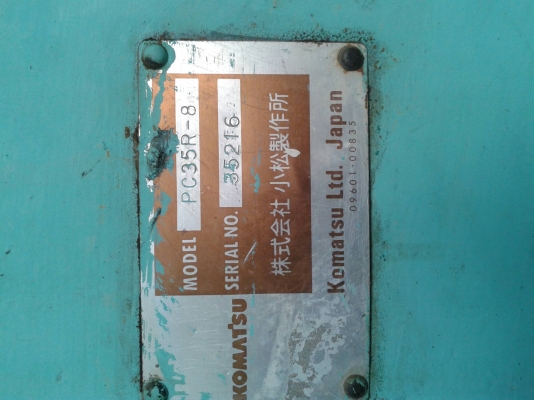 KOMATSU
MODEL PC35R-8
SERIAL NO. 35216
株式会社 小松製作所
Komatsu Ltd. Japan
09601-00835